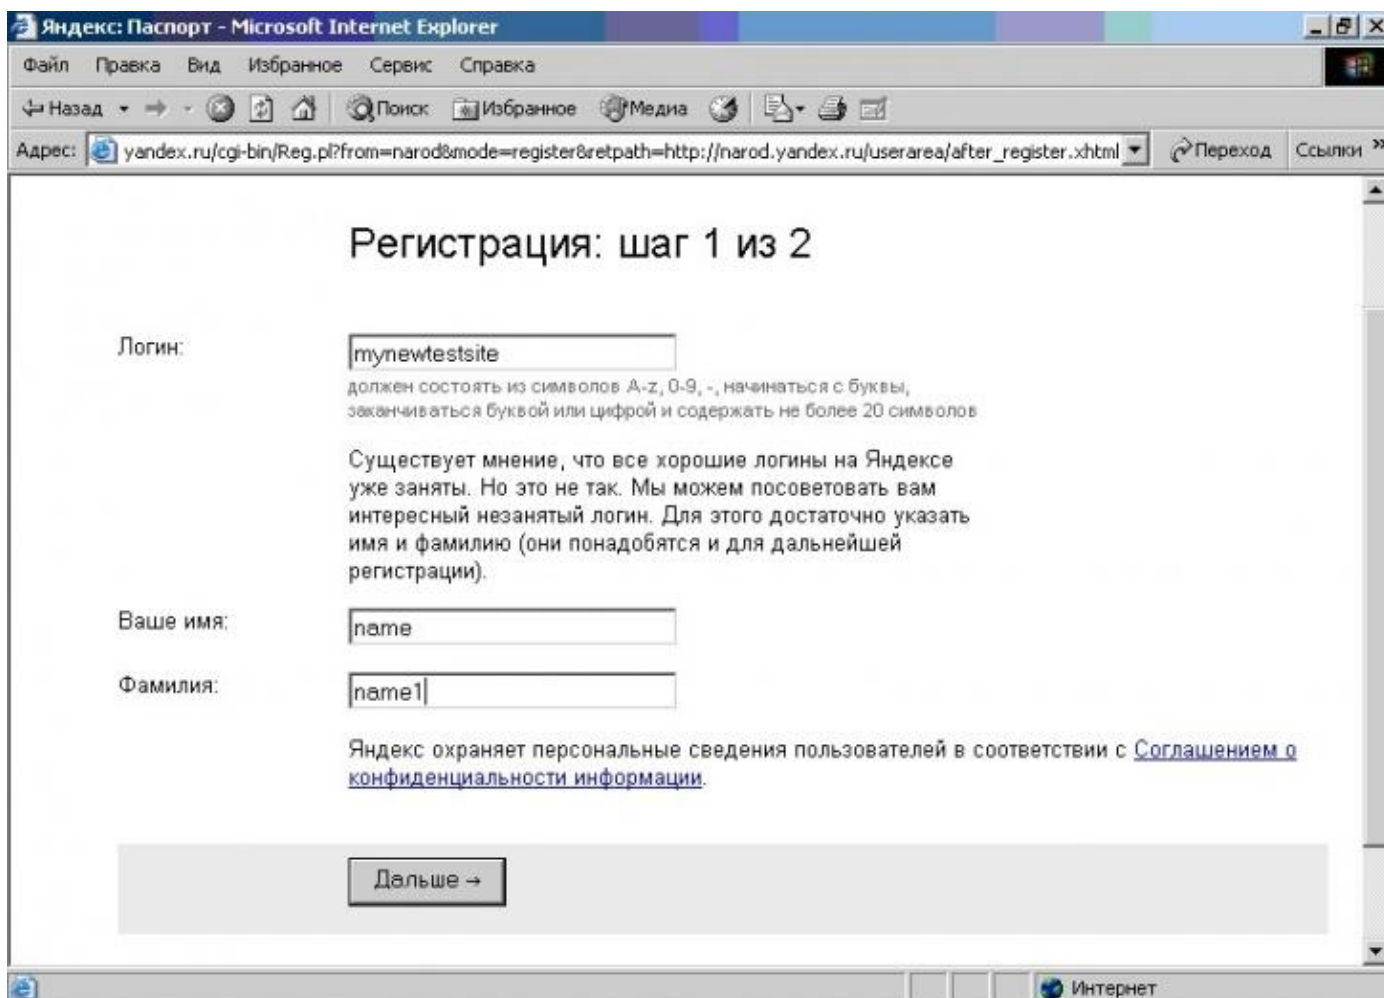 Яндекс: Паспорт - Microsoft Internet Explorer
Файл Правка Вид Избранное Сервис Справка
Назад Поиск Избранное Медиа
Адрес: yandex.ru/cgi-bin/Reg.pl?from=narod&mode=register&retpath=http://narod.yandex.ru/userarea/after_register.xhtml Переход Ссылки »
Регистрация: шаг 1 из 2
Логин: mynewtestsite
должен состоять из символов A-z, 0-9, -, начинаться с буквы,
заканчиваться буквой или цифрой и содержать не более 20 символов
Существует мнение, что все хорошие логины на Яндексе
уже заняты. Но это не так. Мы можем посоветовать вам
интересный незанятый логин. Для этого достаточно указать
имя и фамилию (они понадобятся и для дальнейшей
регистрации).
Ваше имя: name
Фамилия: name1
Яндекс охраняет персональные сведения пользователей в соответствии с Соглашением о
конфиденциальности информации.
Дальше →
Интернет